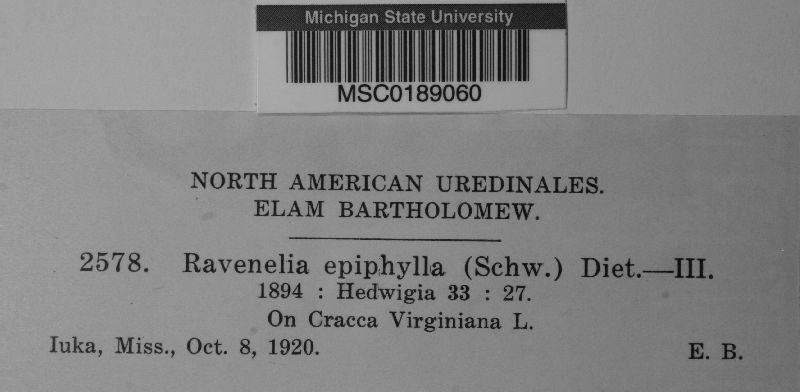 Michigan State University
MSC0189060
NORTH AMERICAN UREDINALES.
ELAM BARTHOLOMEW.
2578. Ravenelia epiphylla (Schw.) Diet.—III.
1894 : Hedwigia 33 : 27.
On Cracca Virginiana L.
Iuka, Miss., Oct. 8, 1920. E. B.